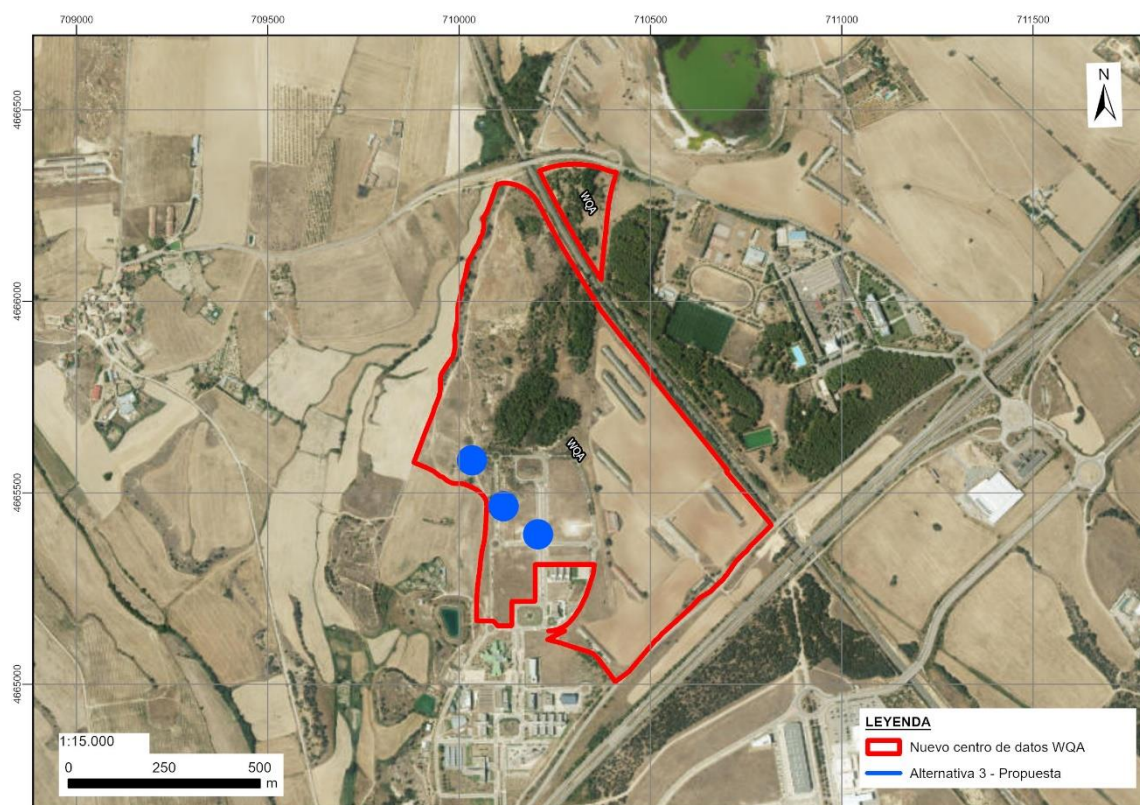 709000 709500 710000 710500 711000 711500
N
4666500
WQA
4666000
WQA
4665500
4665000
1:15.000
0 250 500
m
LEYENDA
Nuevo centro de datos WQA
Alternativa 3 - Propuesta